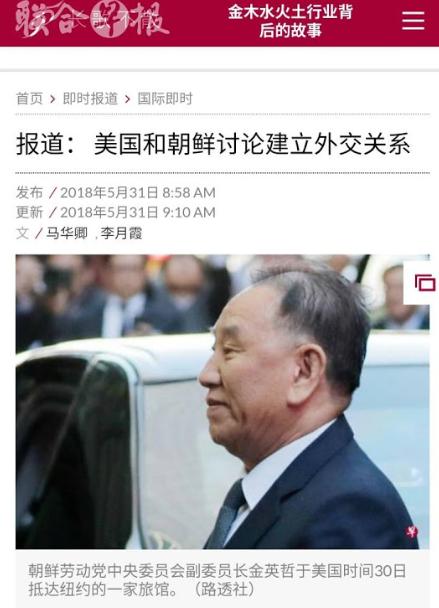 联合早报
金木水火土行业背
后的故事
首页 > 即时报道 > 国际即时
报道： 美国和朝鲜讨论建立外交关系
发布 / 2018年5月31日 8:58 AM
更新 / 2018年5月31日 9:10 AM
文 / 马华卿 , 李月霞
朝鲜劳动党中央委员会副委员长金英哲于美国时间30日
抵达纽约的一家旅馆。（路透社）